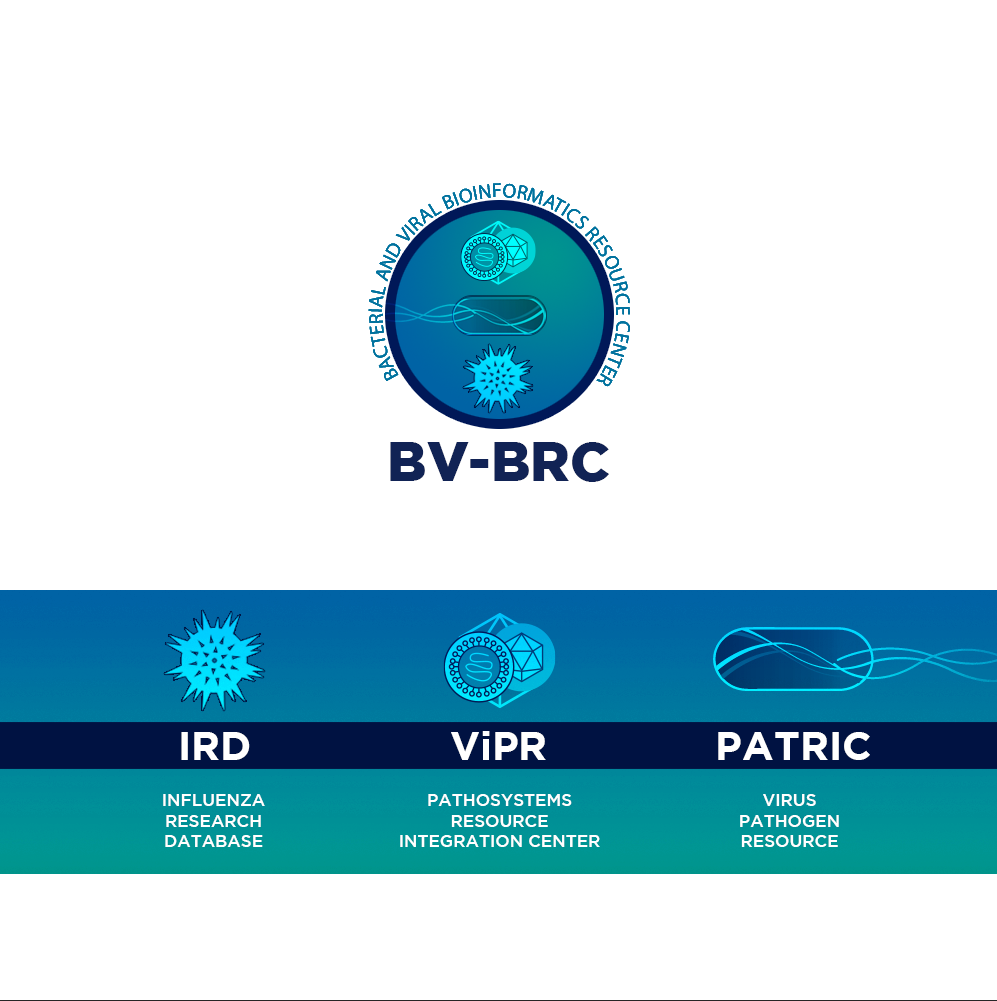 BACTERIAL AND VIRAL BIOINFORMATICS RESOURCE CENTER
BV-BRC
IRD
INFLUENZA
RESEARCH
DATABASE
ViPR
PATHOSYSTEMS
RESOURCE
INTEGRATION CENTER
PATRIC
VIRUS
PATHOGEN
RESOURCE